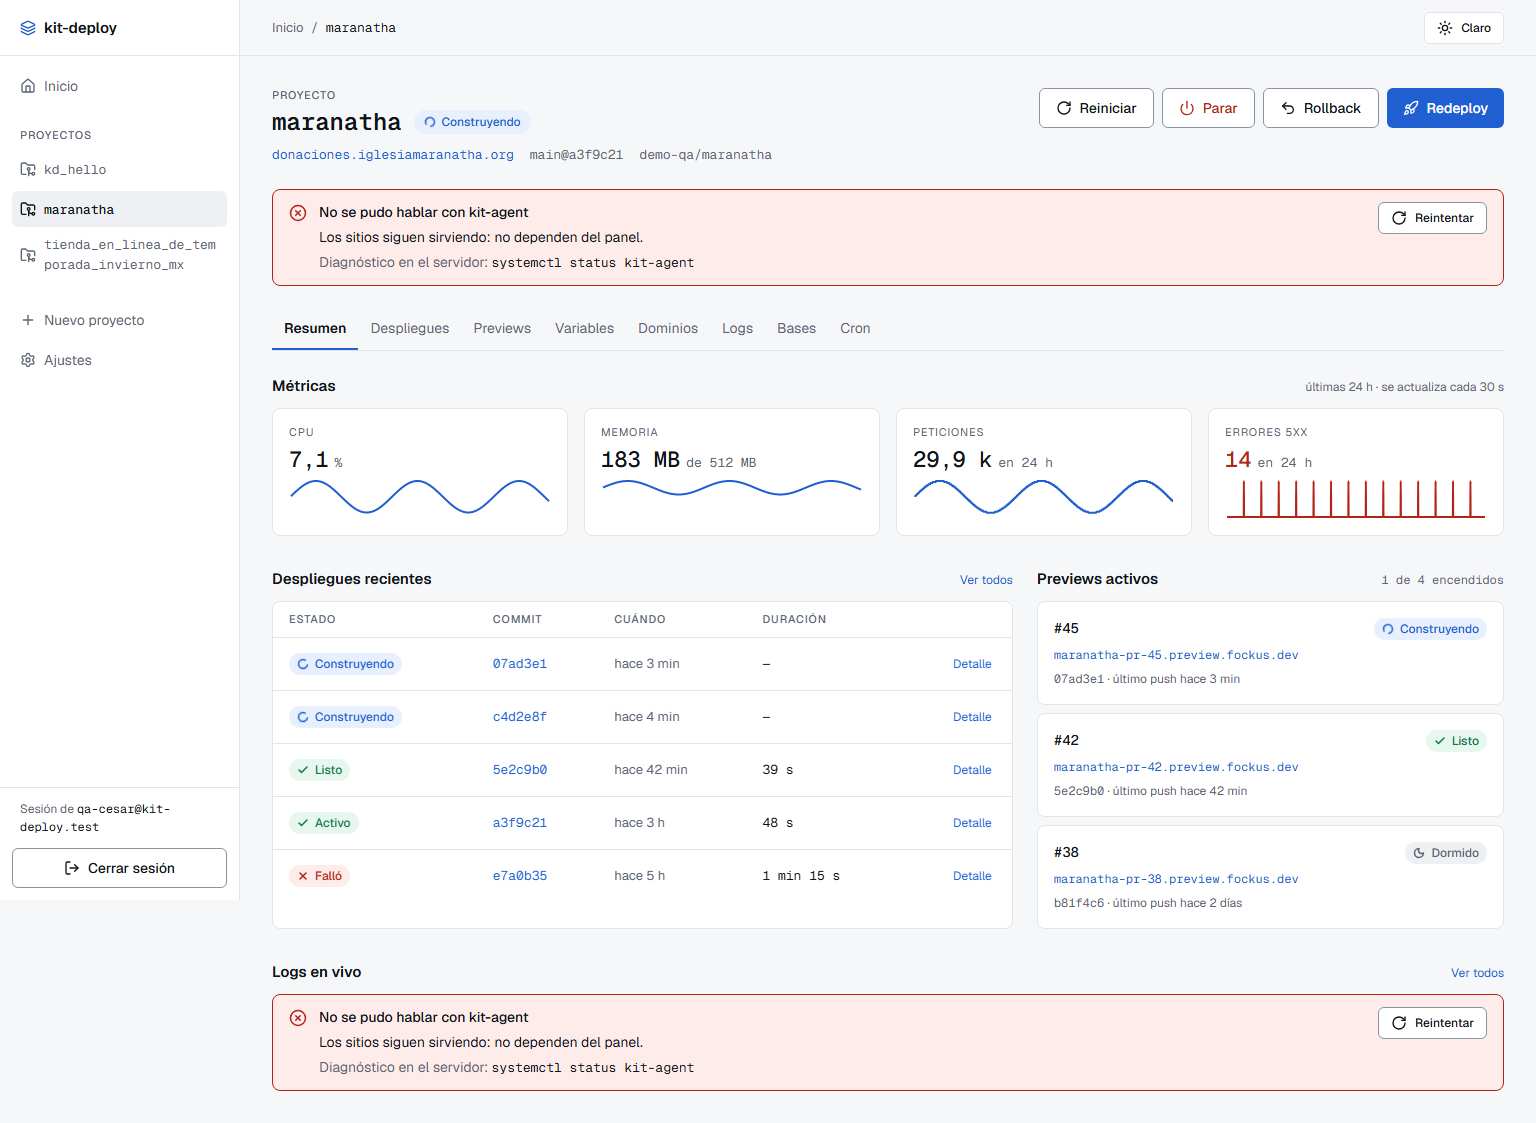 kit-deploy
Inicio / maranatha
Claro
Inicio
PROYECTOS
kd_hello
maranatha
tienda_en_linea_de_tem
porada_invierno_mx
Nuevo proyecto
Ajustes
Sesión de qa-cesar@kit-
deploy.test
Cerrar sesión
PROYECTO
maranatha Construyendo
donaciones.iglesiamaranatha.org main@a3f9c21 demo-qa/maranatha
Reiniciar Parar Rollback Redeploy
No se pudo hablar con kit-agent
Los sitios siguen sirviendo: no dependen del panel.
Diagnóstico en el servidor: systemctl status kit-agent
Reintentar
Resumen Despliegues Previews Variables Dominios Logs Bases Cron
Métricas
últimas 24 h · se actualiza cada 30 s
CPU
7,1 %
MEMORIA
183 MB de 512 MB
PETICIONES
29,9 k en 24 h
ERRORES 5XX
14 en 24 h
Despliegues recientes
Ver todos
ESTADO COMMIT CUÁNDO DURACIÓN
Construyendo 07ad3e1 hace 3 min — Detalle
Construyendo c4d2e8f hace 4 min — Detalle
Listo 5e2c9b0 hace 42 min 39 s Detalle
Activo a3f9c21 hace 3 h 48 s Detalle
Falló e7a0b35 hace 5 h 1 min 15 s Detalle
Previews activos
1 de 4 encendidos
#45 Construyendo
maranatha-pr-45.preview.fockus.dev
07ad3e1 · último push hace 3 min
#42 Listo
maranatha-pr-42.preview.fockus.dev
5e2c9b0 · último push hace 42 min
#38 Dormido
maranatha-pr-38.preview.fockus.dev
b81f4c6 · último push hace 2 días
Logs en vivo
Ver todos
No se pudo hablar con kit-agent
Los sitios siguen sirviendo: no dependen del panel.
Diagnóstico en el servidor: systemctl status kit-agent
Reintentar